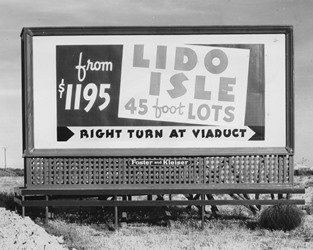 from
$1195
LIDO
ISLE
45 foot LOTS
RIGHT TURN AT VIADUCT
Foster and Kleiser